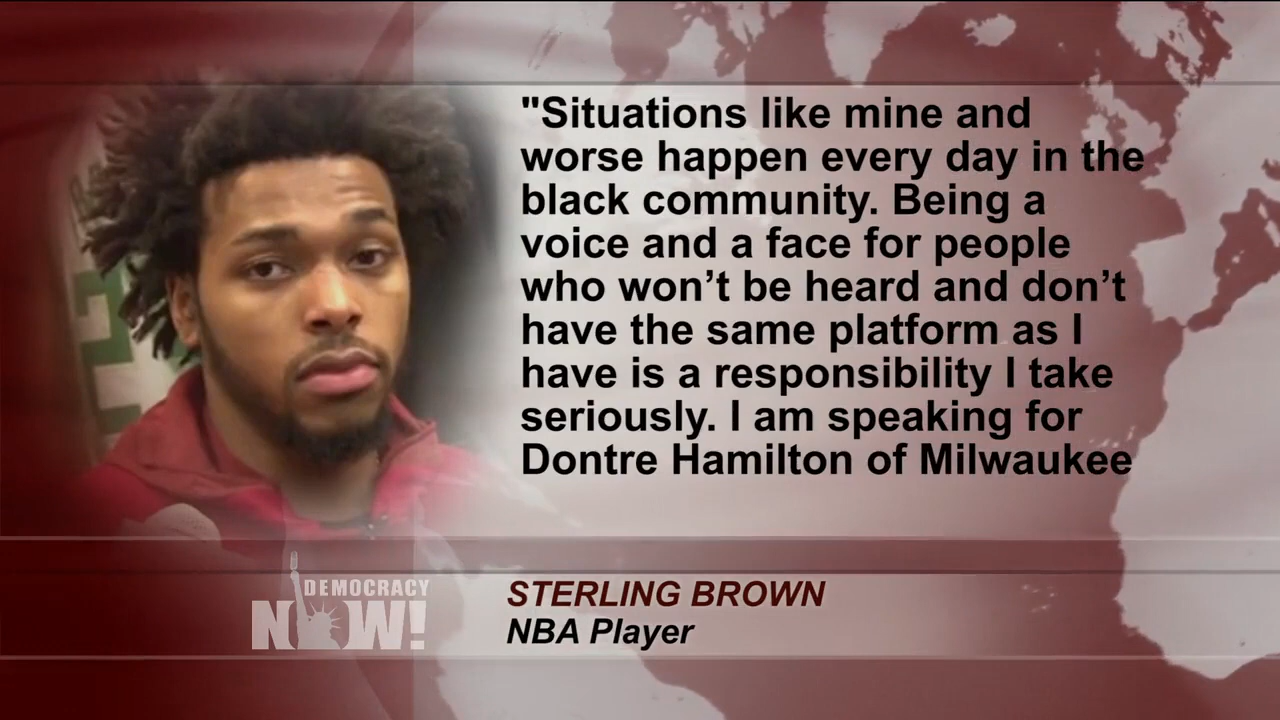 "Situations like mine and
worse happen every day in the
black community. Being a
voice and a face for people
who won’t be heard and don’t
have the same platform as I
have is a responsibility I take
seriously. I am speaking for
Dontre Hamilton of Milwaukee
DEMOCRACY
NOW!
STERLING BROWN
NBA Player